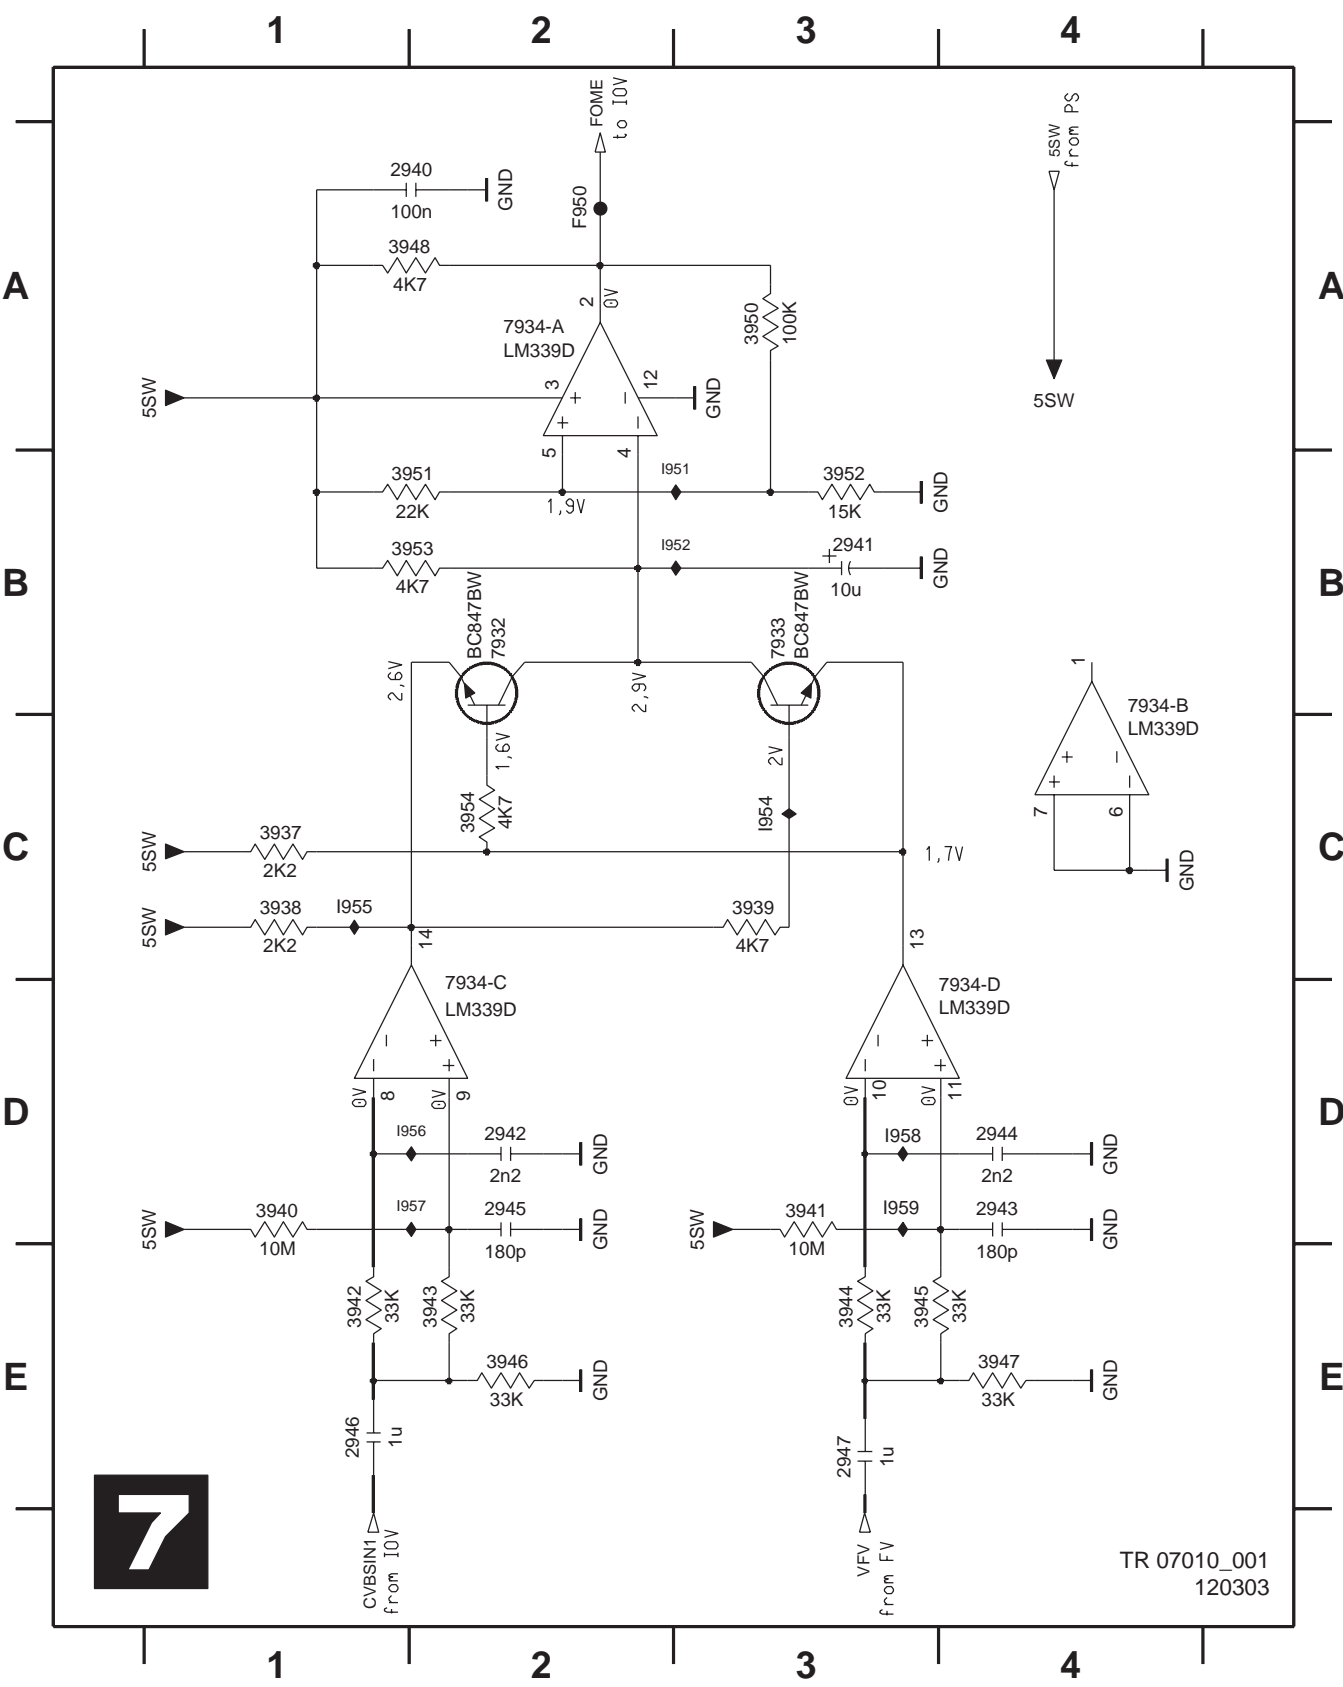 1 2 3 4
FOME
to IOV
5SW
from PS
2940
100n
GND
F950
3948
4K7
A A
2
0V
7934-A
LM339D
3950
100K
5SW
3
12
GND
5SW
5
4
I951
3951
22K
1,9V
3952
15K
GND
I952
3953
4K7
2941
10u
GND
B B
BC847BW
7932
7933
BC847BW
2,6V
2,9V
1
7934-B
LM339D
1,6V
2V
3954
4K7
I954
7
6
GND
C C
5SW
3937
2K2
1,7V
5SW
3938
2K2
I955
14
3939
4K7
13
7934-C
LM339D
7934-D
LM339D
0V
8
0V
9
0V
10
0V
11
D D
I956
2942
2n2
GND
I958
2944
2n2
GND
5SW
3940
10M
I957
2945
180p
GND
5SW
3941
10M
I959
2943
180p
GND
3942
33K
3943
33K
3944
33K
3945
33K
E E
3946
33K
GND
3947
33K
GND
2946
1u
2947
1u
7
CVBSIN1
from IOV
VFV
from FV
TR 07010_001
120303
1 2 3 4